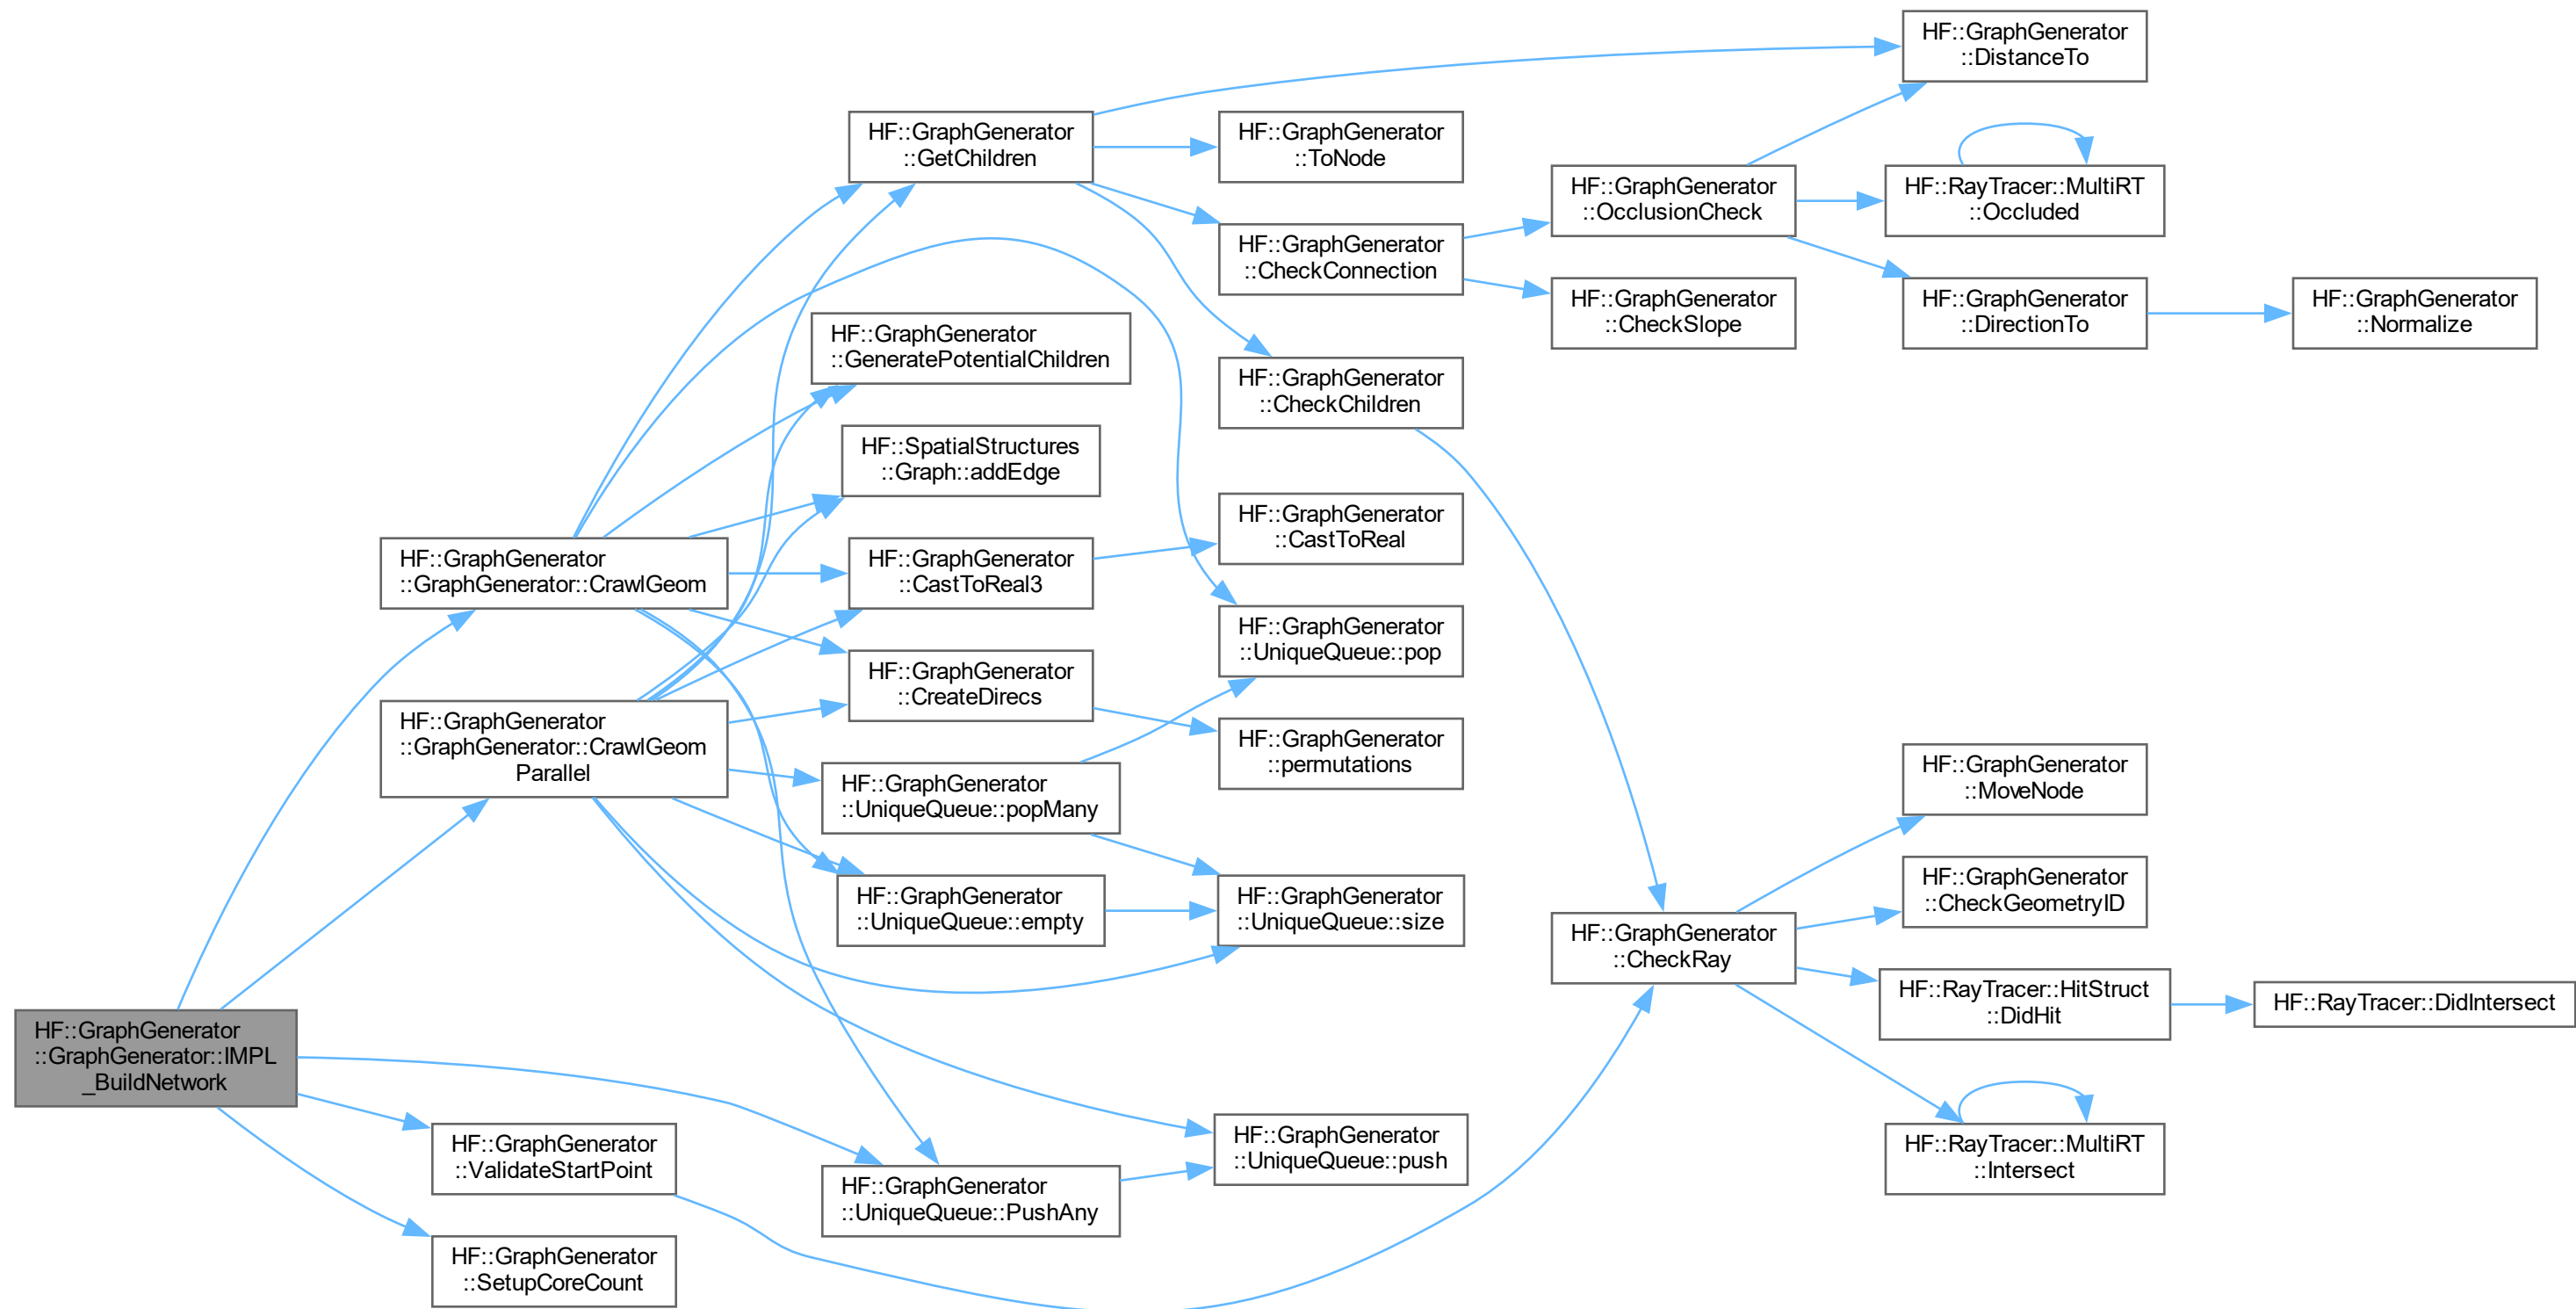 HF::GraphGenerator
::GraphGenerator::IMPL
_BuildNetwork
HF::GraphGenerator
::GraphGenerator::CrawlGeom
HF::GraphGenerator
::GraphGenerator::CrawlGeom
Parallel
HF::GraphGenerator
::ValidateStartPoint
HF::GraphGenerator
::SetupCoreCount
HF::GraphGenerator
::GetChildren
HF::GraphGenerator
::GeneratePotentialChildren
HF::SpatialStructures
::Graph::addEdge
HF::GraphGenerator
::CastToReal3
HF::GraphGenerator
::CreateDirecs
HF::GraphGenerator
::UniqueQueue::popMany
HF::GraphGenerator
::UniqueQueue::empty
HF::GraphGenerator
::UniqueQueue::PushAny
HF::GraphGenerator
::ToNode
HF::GraphGenerator
::CheckConnection
HF::GraphGenerator
::CheckChildren
HF::GraphGenerator
::CastToReal
HF::GraphGenerator
::UniqueQueue::pop
HF::GraphGenerator
::permutations
HF::GraphGenerator
::UniqueQueue::size
HF::GraphGenerator
::UniqueQueue::push
HF::GraphGenerator
::OcclusionCheck
HF::GraphGenerator
::CheckSlope
HF::GraphGenerator
::CheckRay
HF::GraphGenerator
::DistanceTo
HF::RayTracer::MultiRT
::Occluded
HF::GraphGenerator
::DirectionTo
HF::GraphGenerator
::MoveNode
HF::GraphGenerator
::CheckGeometryID
HF::RayTracer::HitStruct
::DidHit
HF::RayTracer::MultiRT
::Intersect
HF::GraphGenerator
::Normalize
HF::RayTracer::DidIntersect